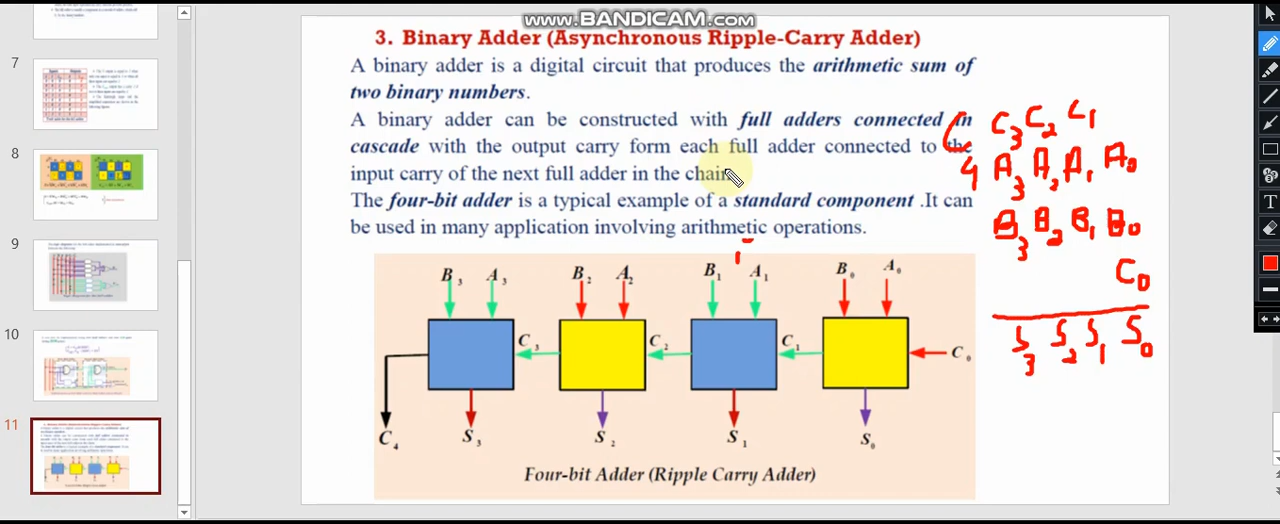 www.BANDICAM.com
3. Binary Adder (Asynchronous Ripple-Carry Adder)
A binary adder is a digital circuit that produces the arithmetic sum of
two binary numbers.
A binary adder can be constructed with full adders connected in
cascade with the output carry form each full adder connected to the
input carry of the next full adder in the chain
The four-bit adder is a typical example of a standard component .It can
be used in many application involving arithmetic operations.
B3 A3 B2 A2 B1 A1 B0 A0
C3 C2 C1 C0
C4 S3 S2 S1 S0
Four-bit Adder (Ripple Carry Adder)
C4 C3 C2 C1
A3 A2 A1 A0
B3 B2 B1 B0
C0
S3 S2 S1 S0
7
8
9
10
11
T